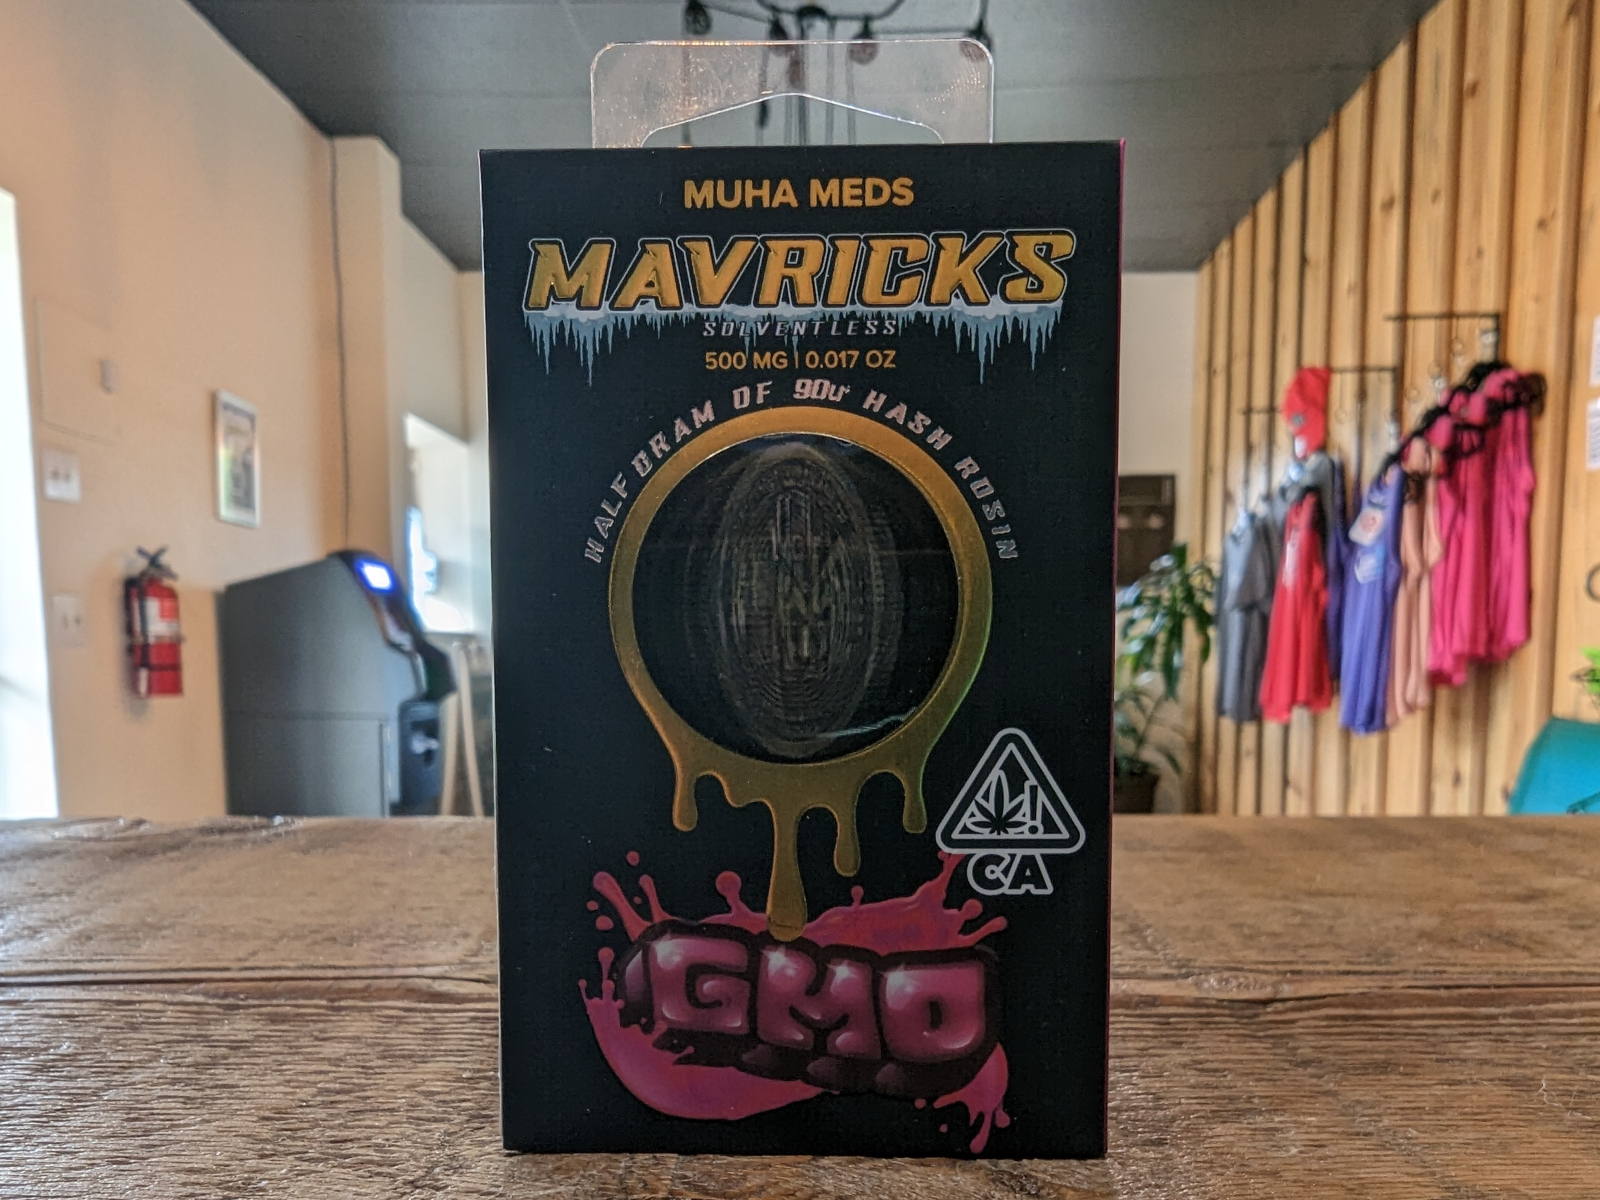 MUHA MEDS
MAVRICKS
SOLVENTLESS
500 MG | 0.017 OZ
HALF GRAM OF 90u HASH ROSIN
CA
GMO